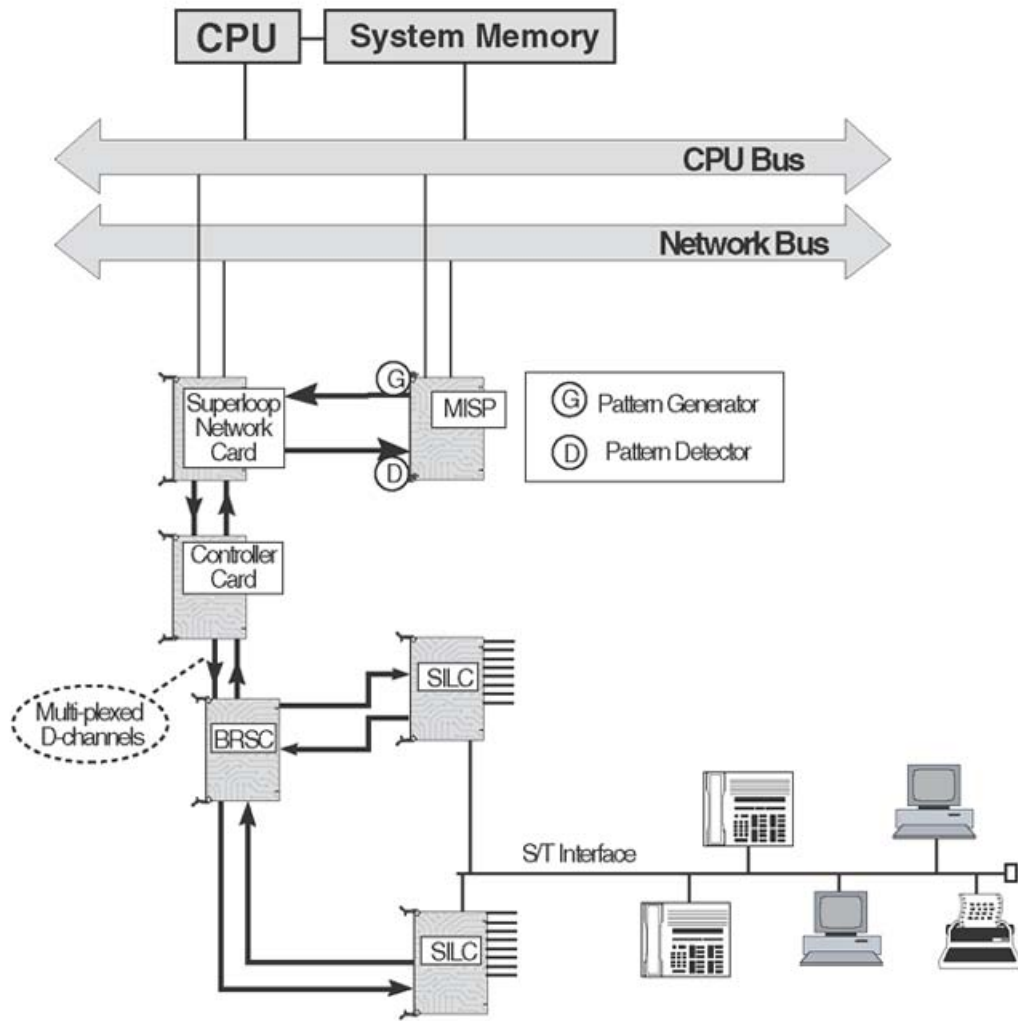 CPU
System Memory
CPU Bus
Network Bus
G
Superloop
Network
Card
MISP
D
G Pattern Generator
D Pattern Detector
Controller
Card
SILC
Multi-plexed
D-channels
BRSC
S/T Interface
SILC